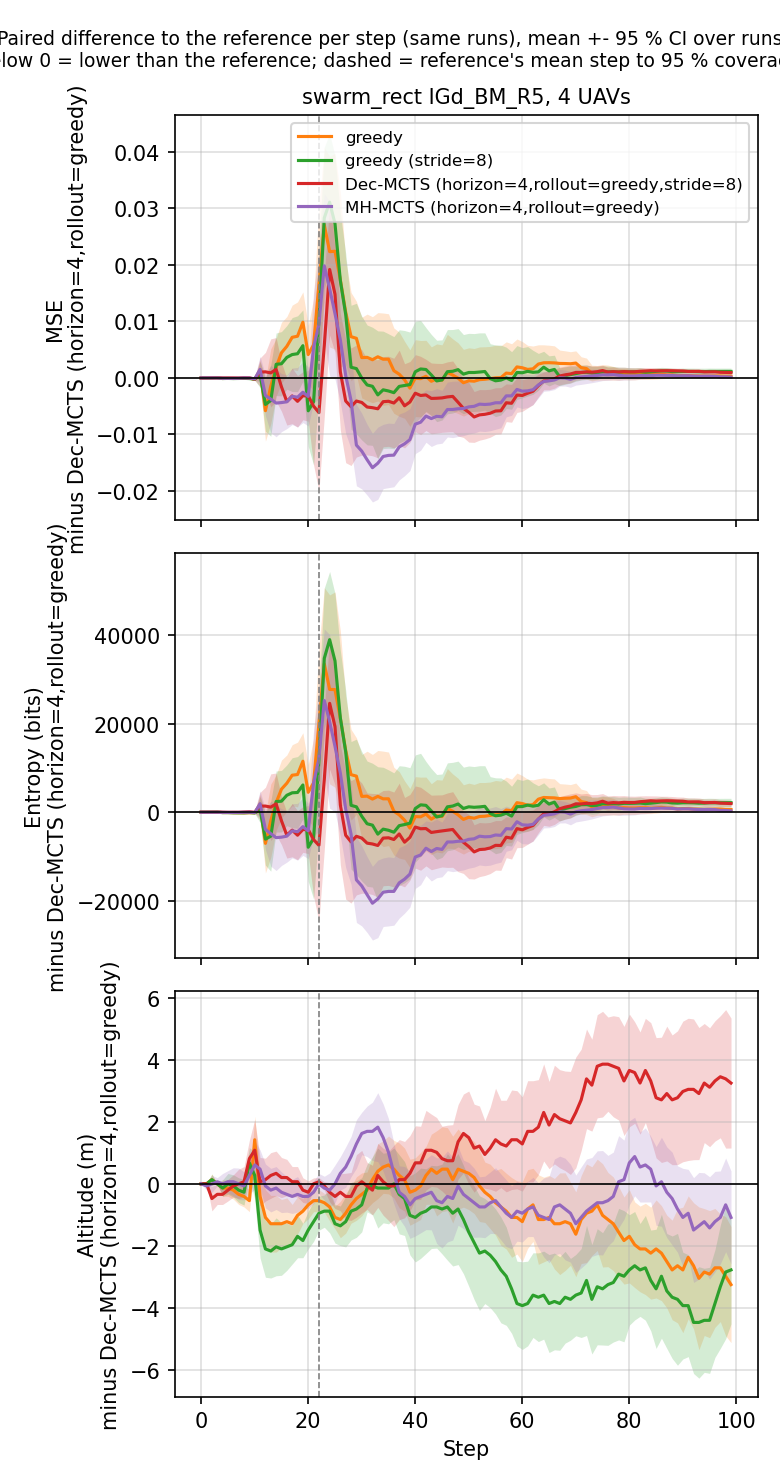 Paired difference to the reference per step (same runs), mean +- 95 % CI over runs
low 0 = lower than the reference; dashed = reference's mean step to 95 %
swarm_rect IGd_BM_R5, 4 UAVs
greedy
greedy (stride=8)
Dec-MCTS (horizon=4,rollout=greedy,stride=8)
MH-MCTS (horizon=4,rollout=greedy)
MSE
minus Dec-MCTS (horizon=4,rollout=greedy)
0.04
0.03
0.02
0.01
0.00
−0.01
−0.02
Entropy (bits)
minus Dec-MCTS (horizon=4,rollout=greedy)
40000
20000
0
−20000
Altitude (m)
minus Dec-MCTS (horizon=4,rollout=greedy)
6
4
2
0
−2
−4
−6
0 20 40 60 80 100
Step